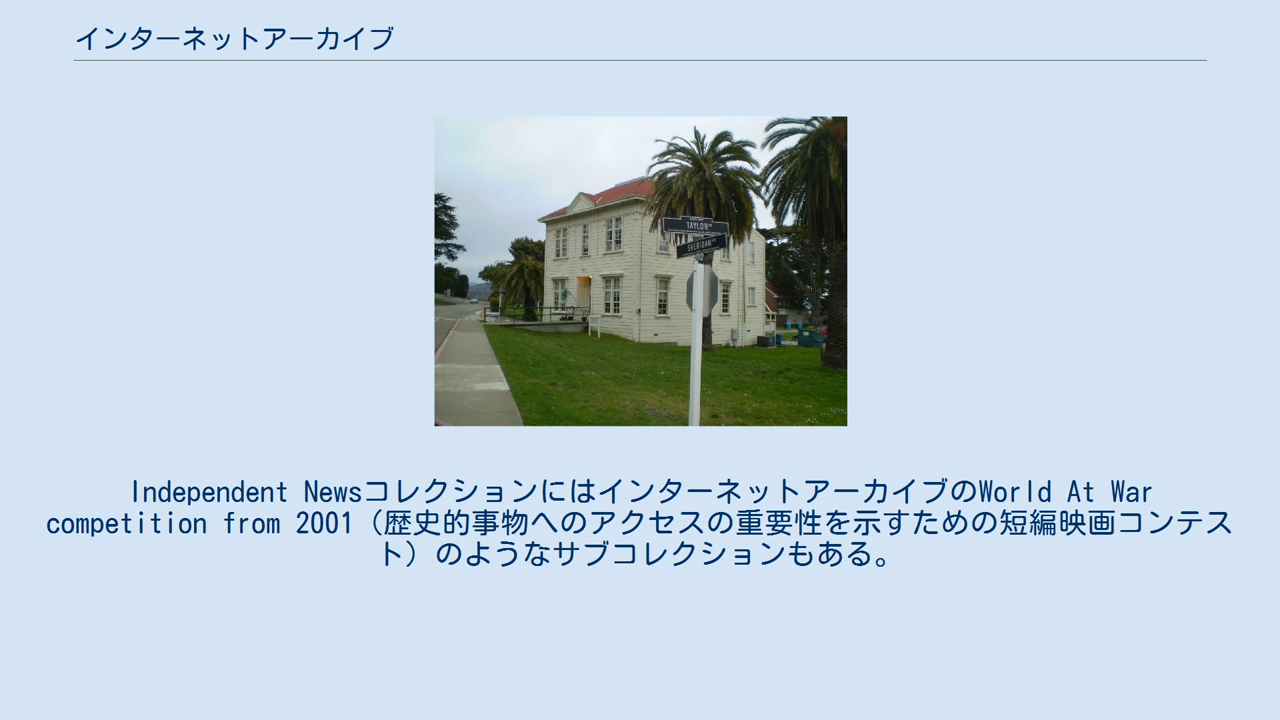 インターネットアーカイブ
TAYLOR
SHERIDAN
Independent NewsコレクションにはインターネットアーカイブのWorld At War
competition from 2001（歴史的事物へのアクセスの重要性を示すための短編映画コンテス
ト）のようなサブコレクションもある。